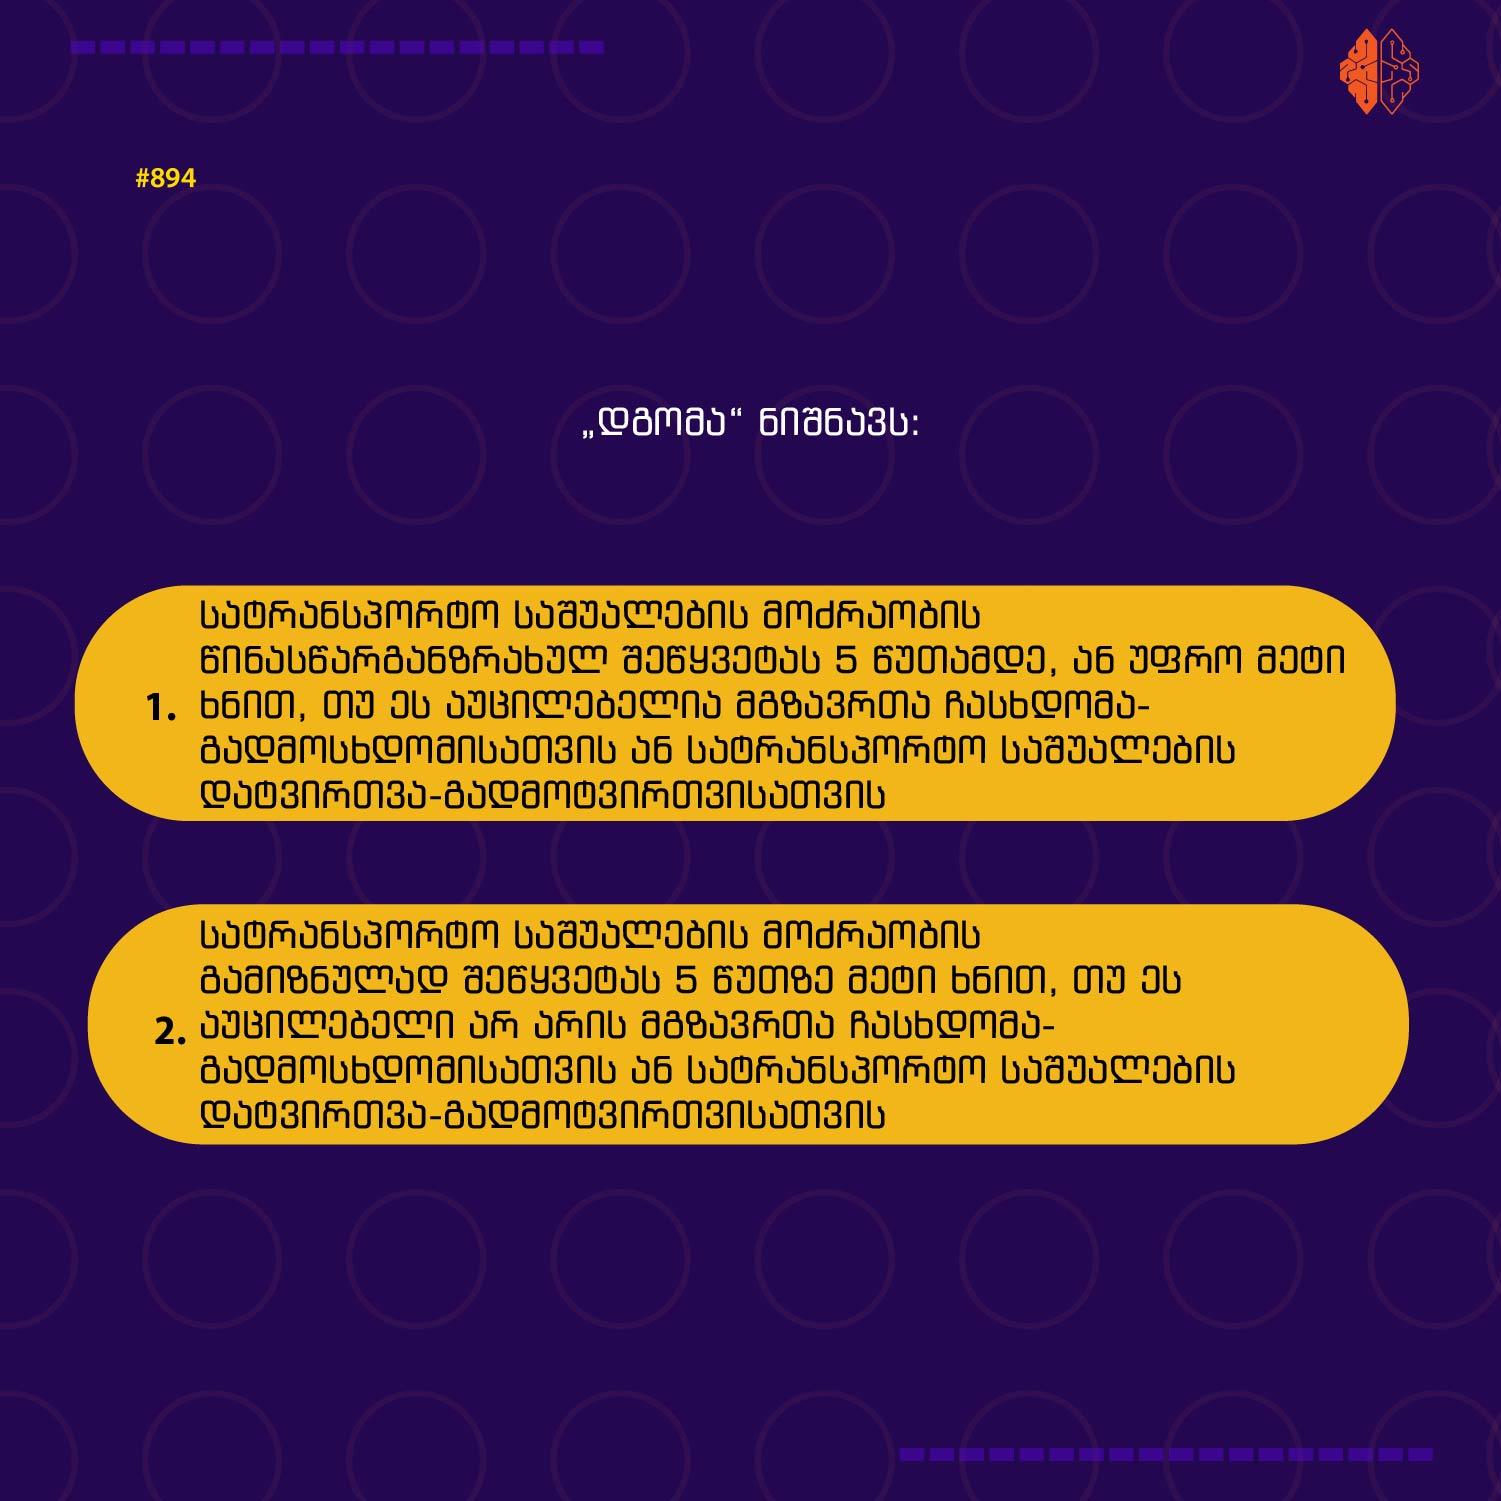 #894
„დგომა“ ნიშნავს:
სატრანსპორტო საშუალების მოძრაობის
წინასწარგანზრახულ შეწყვეტას 5 წუთამდე, ან უფრო მეტი
1. ხნით, თუ ეს აუცილებელია მგზავრთა ჩასხდომა-
გადმოსხდომისათვის ან სატრანსპორტო საშუალების
დატვირთვა-გადმოტვირთვისათვის
სატრანსპორტო საშუალების მოძრაობის
გამიზნულად შეწყვეტას 5 წუთზე მეტი ხნით, თუ ეს
2. აუცილებელი არ არის მგზავრთა ჩასხდომა-
გადმოსხდომისათვის ან სატრანსპორტო საშუალების
დატვირთვა-გადმოტვირთვისათვის